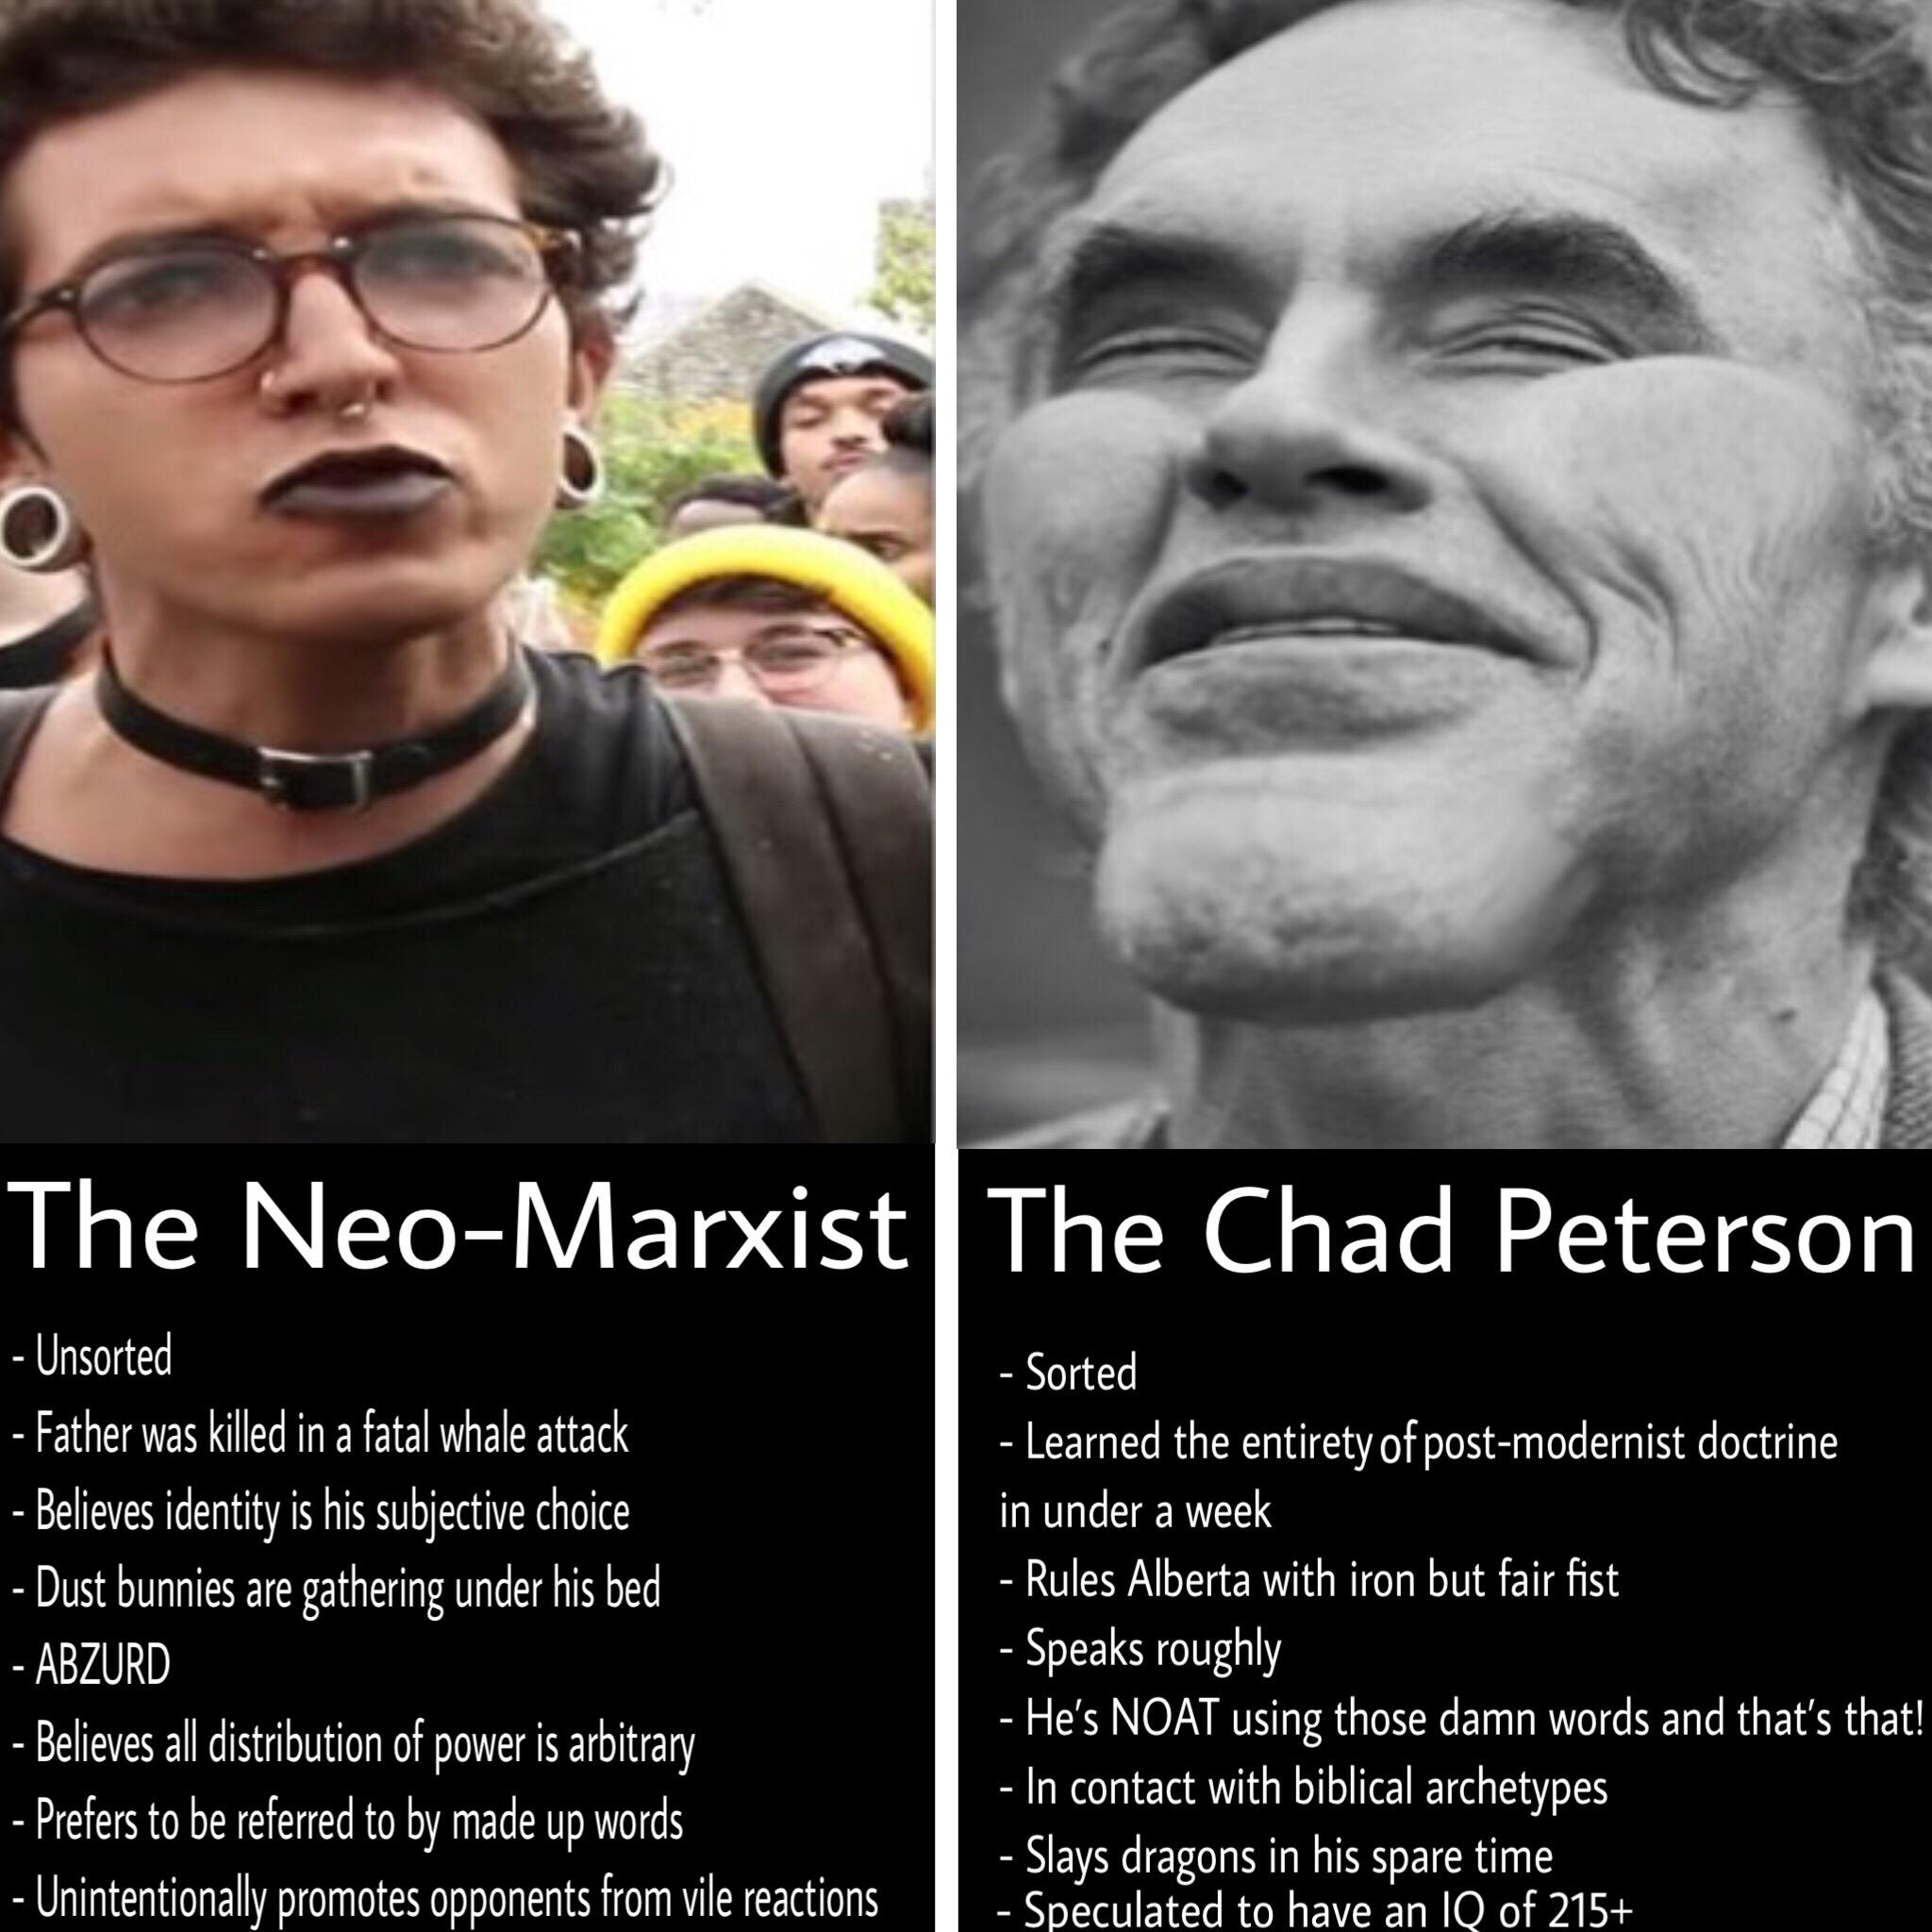 The Neo-Marxist
- Unsorted
- Father was killed in a fatal whale attack
- Believes identity is his subjective choice
- Dust bunnies are gathering under his bed
- ABZURD
- Believes all distribution of power is arbitrary
- Prefers to be referred to by made up words
- Unintentionally promotes opponents from vile reactions
The Chad Peterson
- Sorted
- Learned the entirety of post-modernist doctrine
in under a week
- Rules Alberta with iron but fair fist
- Speaks roughly
- He's NOAT using those damn words and that's that!
- In contact with biblical archetypes
- Slays dragons in his spare time
- Speculated to have an IQ of 215+